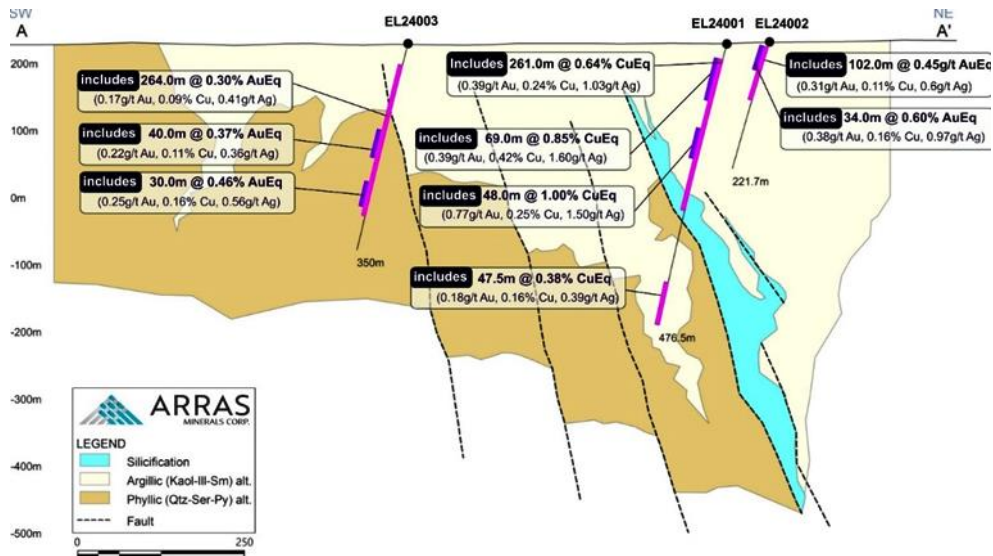 SW
NE
A
A'
EL24003
EL24001
EL24002
200m
100m
0m
-100m
-200m
-300m
-400m
-500m
includes 264.0m @ 0.30% AuEq
(0.17g/t Au, 0.09% Cu, 0.41g/t Ag)
includes 40.0m @ 0.37% AuEq
(0.22g/t Au, 0.11% Cu, 0.36g/t Ag)
includes 30.0m @ 0.46% AuEq
(0.25g/t Au, 0.16% Cu, 0.56g/t Ag)
350m
Includes 261.0m @ 0.64% CuEq
(0.39g/t Au, 0.24% Cu, 1.03g/t Ag)
includes 69.0m @ 0.85% CuEq
(0.39g/t Au, 0.42% Cu, 1.60g/t Ag)
includes 48.0m @ 1.00% CuEq
(0.77g/t Au, 0.25% Cu, 1.50g/t Ag)
includes 47.5m @ 0.38% CuEq
(0.18g/t Au, 0.16% Cu, 0.39g/t Ag)
476.5m
includes 102.0m @ 0.45g/t AuEq
(0.31g/t Au, 0.11% Cu, 0.6g/t Ag)
includes 34.0m @ 0.60% AuEq
(0.38g/t Au, 0.16% Cu, 0.97g/t Ag)
221.7m
ARRAS
MINERALS CORP.
LEGEND
Silicification
Argillic (Kaol-Ill-Sm) alt.
Phyllic (Qtz-Ser-Py) alt.
Fault
0
250